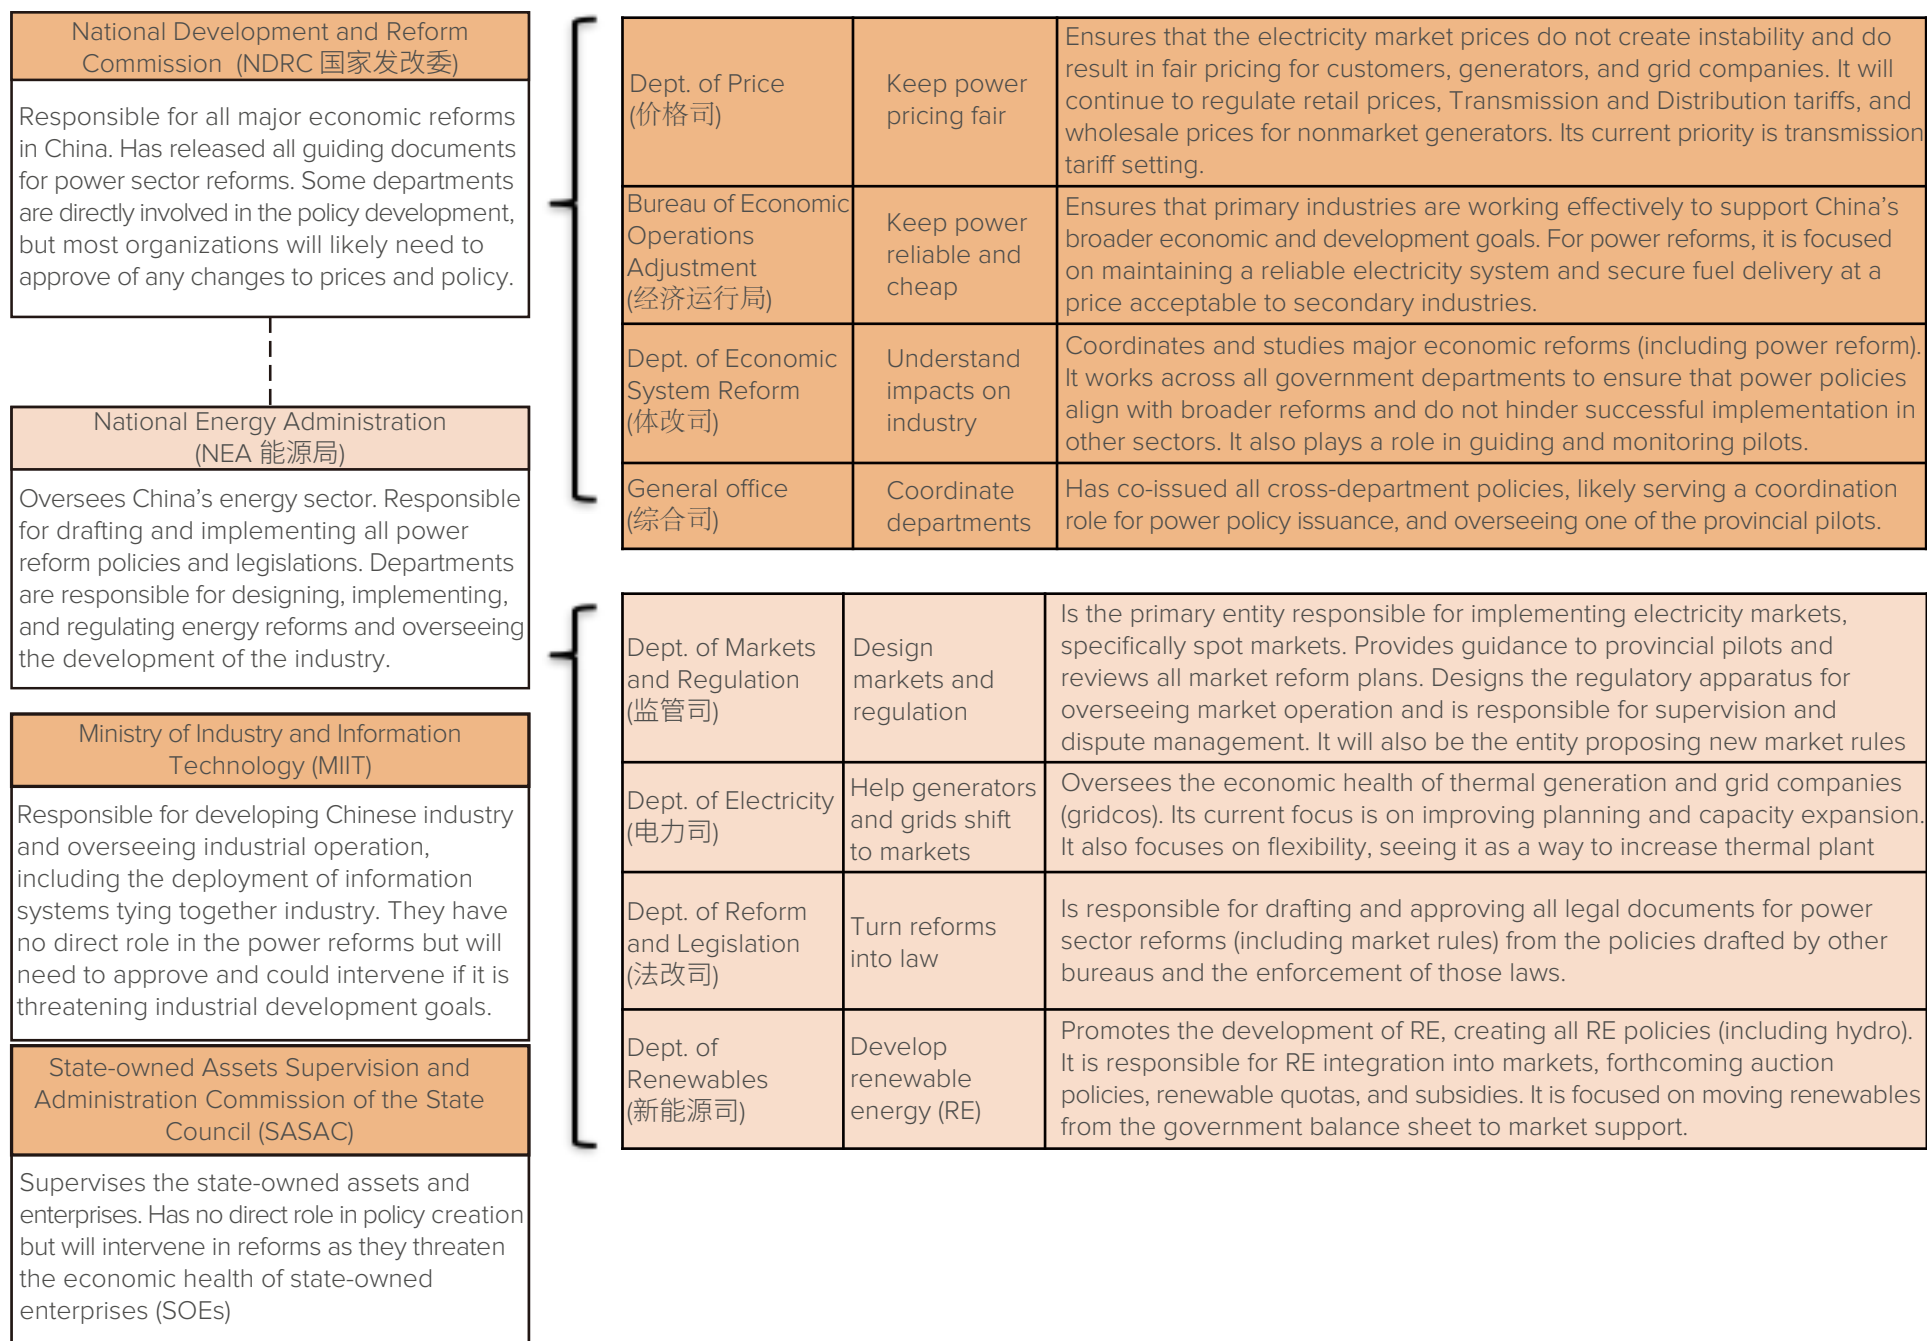 National Development and Reform
Commission (NDRC 国家发改委)
Responsible for all major economic reforms
in China. Has released all guiding documents
for power sector reforms. Some departments
are directly involved in the policy development,
but most organizations will likely need to
approve of any changes to prices and policy.
National Energy Administration
(NEA 能源局)
Oversees China's energy sector. Responsible
for drafting and implementing all power
reform policies and legislations. Departments
are responsible for designing, implementing,
and regulating energy reforms and overseeing
the development of the industry.
Ministry of Industry and Information
Technology (MIIT)
Responsible for developing Chinese industry
and overseeing industrial operation,
including the deployment of information
systems tying together industry. They have
no direct role in the power reforms but will
need to approve and could intervene if it is
threatening industrial development goals.
State-owned Assets Supervision and
Administration Commission of the State
Council (SASAC)
Supervises the state-owned assets and
enterprises. Has no direct role in policy creation
but will intervene in reforms as they threaten
the economic health of state-owned
enterprises (SOEs)
Dept. of Price
(价格司)
Keep power
pricing fair
Ensures that the electricity market prices do not create instability and do
result in fair pricing for customers, generators, and grid companies. It will
continue to regulate retail prices, Transmission and Distribution tariffs, and
wholesale prices for nonmarket generators. Its current priority is transmission
tariff setting.
Bureau of Economic
Operations
Adjustment
(经济运行局)
Keep power
reliable and
cheap
Ensures that primary industries are working effectively to support China's
broader economic and development goals. For power reforms, it is focused
on maintaining a reliable electricity system and secure fuel delivery at a
price acceptable to secondary industries.
Dept. of Economic
System Reform
(体改司)
Understand
impacts on
industry
Coordinates and studies major economic reforms (including power reform).
It works across all government departments to ensure that power policies
align with broader reforms and do not hinder successful implementation in
other sectors. It also plays a role in guiding and monitoring pilots.
General office
(综合司)
Coordinate
departments
Has co-issued all cross-department policies, likely serving a coordination
role for power policy issuance, and overseeing one of the provincial pilots.
Dept. of Markets
and Regulation
(监管司)
Design
markets and
regulation
Is the primary entity responsible for implementing electricity markets,
specifically spot markets. Provides guidance to provincial pilots and
reviews all market reform plans. Designs the regulatory apparatus for
overseeing market operation and is responsible for supervision and
dispute management. It will also be the entity proposing new market rules
Dept. of Electricity
(电力司)
Help generators
and grids shift
to markets
Oversees the economic health of thermal generation and grid companies
(gridcos). Its current focus is on improving planning and capacity expansion.
It also focuses on flexibility, seeing it as a way to increase thermal plant
Dept. of Reform
and Legislation
(法改司)
Turn reforms
into law
Is responsible for drafting and approving all legal documents for power
sector reforms (including market rules) from the policies drafted by other
bureaus and the enforcement of those laws.
Dept. of
Renewables
(新能源司)
Develop
renewable
energy (RE)
Promotes the development of RE, creating all RE policies (including hydro).
It is responsible for RE integration into markets, forthcoming auction
policies, renewable quotas, and subsidies. It is focused on moving renewables
from the government balance sheet to market support.